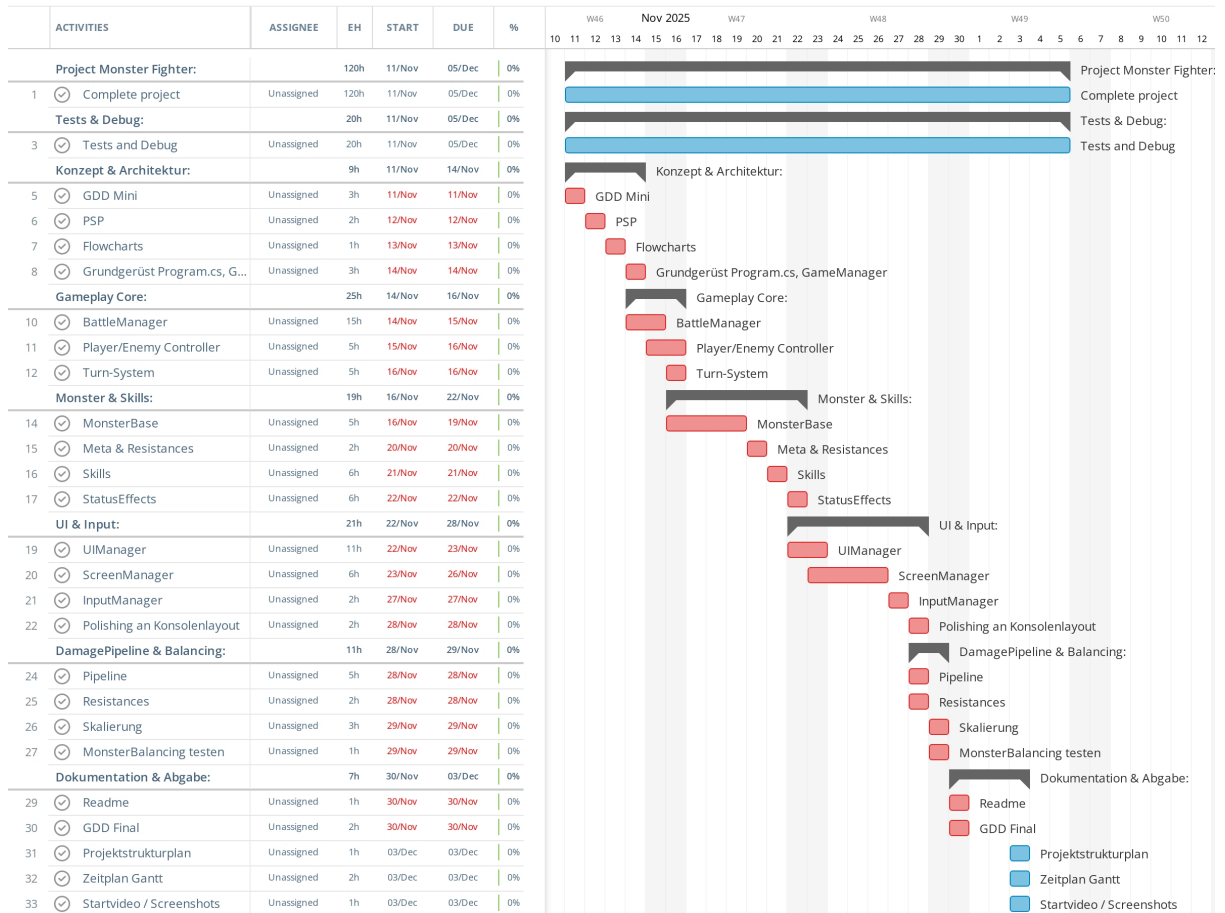 ACTIVITIES ASSIGNEE EH START DUE % W46 Nov 2025 W47 W48 W49 W50
10 11 12 13 14 15 16 17 18 19 20 21 22 23 24 25 26 27 28 29 30 1 2 3 4 5 6 7 8 9 10 11 12
Project Monster Fighter: 120h 11/Nov 05/Dec 0% Project Monster Fighter:
1 Complete project Unassigned 120h 11/Nov 05/Dec 0% Complete project
Tests & Debug: 20h 11/Nov 05/Dec 0% Tests & Debug:
3 Tests and Debug Unassigned 20h 11/Nov 05/Dec 0% Tests and Debug
Konzept & Architektur: 9h 11/Nov 14/Nov 0% Konzept & Architektur:
5 GDD Mini Unassigned 3h 11/Nov 11/Nov 0% GDD Mini
6 PSP Unassigned 2h 12/Nov 12/Nov 0% PSP
7 Flowcharts Unassigned 1h 13/Nov 13/Nov 0% Flowcharts
8 Grundgerüst Program.cs, G... Unassigned 3h 14/Nov 14/Nov 0% Grundgerüst Program.cs, GameManager
Gameplay Core: 25h 14/Nov 16/Nov 0% Gameplay Core:
10 BattleManager Unassigned 15h 14/Nov 15/Nov 0% BattleManager
11 Player/Enemy Controller Unassigned 5h 15/Nov 16/Nov 0% Player/Enemy Controller
12 Turn-System Unassigned 5h 16/Nov 16/Nov 0% Turn-System
Monster & Skills: 19h 16/Nov 22/Nov 0% Monster & Skills:
14 MonsterBase Unassigned 5h 16/Nov 19/Nov 0% MonsterBase
15 Meta & Resistances Unassigned 2h 20/Nov 20/Nov 0% Meta & Resistances
16 Skills Unassigned 6h 21/Nov 21/Nov 0% Skills
17 StatusEffects Unassigned 6h 22/Nov 22/Nov 0% StatusEffects
UI & Input: 21h 22/Nov 28/Nov 0% UI & Input:
19 UIManager Unassigned 11h 22/Nov 23/Nov 0% UIManager
20 ScreenManager Unassigned 6h 23/Nov 26/Nov 0% ScreenManager
21 InputManager Unassigned 2h 27/Nov 27/Nov 0% InputManager
22 Polishing an Konsolenlayout Unassigned 2h 28/Nov 28/Nov 0% Polishing an Konsolenlayout
DamagePipeline & Balancing: 11h 28/Nov 29/Nov 0% DamagePipeline & Balancing:
24 Pipeline Unassigned 5h 28/Nov 28/Nov 0% Pipeline
25 Resistances Unassigned 2h 28/Nov 28/Nov 0% Resistances
26 Skalierung Unassigned 3h 29/Nov 29/Nov 0% Skalierung
27 MonsterBalancing testen Unassigned 1h 29/Nov 29/Nov 0% MonsterBalancing testen
Dokumentation & Abgabe: 7h 30/Nov 03/Dec 0% Dokumentation & Abgabe:
29 Readme Unassigned 1h 30/Nov 30/Nov 0% Readme
30 GDD Final Unassigned 2h 30/Nov 30/Nov 0% GDD Final
31 Projektstrukturplan Unassigned 1h 03/Dec 03/Dec 0% Projektstrukturplan
32 Zeitplan Gantt Unassigned 2h 03/Dec 03/Dec 0% Zeitplan Gantt
33 Startvideo / Screenshots Unassigned 1h 03/Dec 03/Dec 0% Startvideo / Screenshots